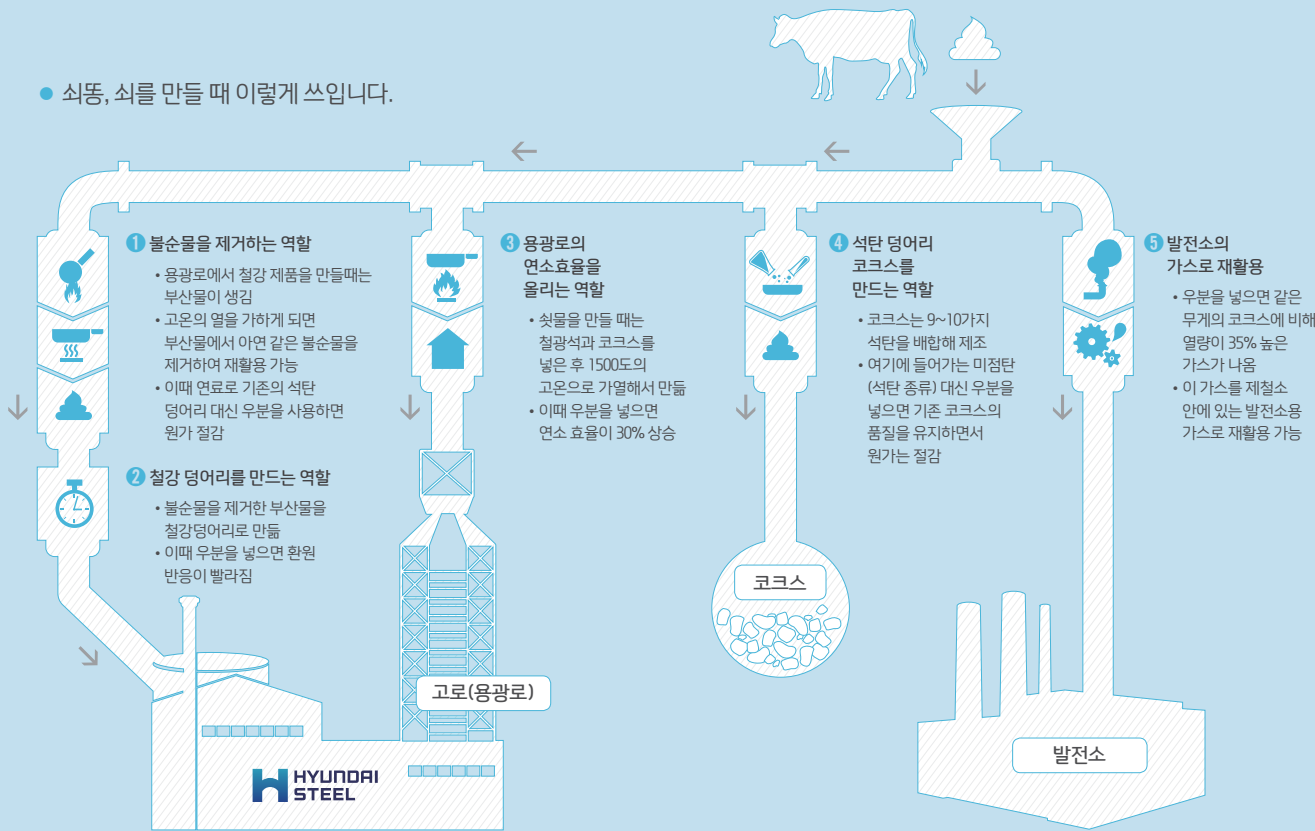 ● 쇠똥, 쇠를 만들 때 이렇게 쓰입니다.
1 불순물을 제거하는 역할
• 용광로에서 철강 제품을 만들때는
부산물이 생김
• 고온의 열을 가하게 되면
부산물에서 아연 같은 불순물을
제거하여 재활용 가능
• 이때 연료로 기존의 석탄
덩어리 대신 우분을 사용하면
원가 절감
2 철강 덩어리를 만드는 역할
• 불순물을 제거한 부산물을
철강덩어리로 만듦
• 이때 우분을 넣으면 환원
반응이 빨라짐
3 용광로의
연소효율을
올리는 역할
• 쇳물을 만들 때는
철광석과 코크스를
넣은 후 1500도의
고온으로 가열해서 만듦
• 이때 우분을 넣으면
연소 효율이 30% 상승
4 석탄 덩어리
코크스를
만드는 역할
• 코크스는 9~10가지
석탄을 배합해 제조
• 여기에 들어가는 미점탄
(석탄 종류) 대신 우분을
넣으면 기존 코크스의
품질을 유지하면서
원가는 절감
5 발전소의
가스로 재활용
• 우분을 넣으면 같은
무게의 코크스에 비해
열량이 35% 높은
가스가 나옴
• 이 가스를 제철소
안에 있는 발전소용
가스로 재활용 가능
코크스
고로(용광로)
발전소
HYUNDAI
STEEL